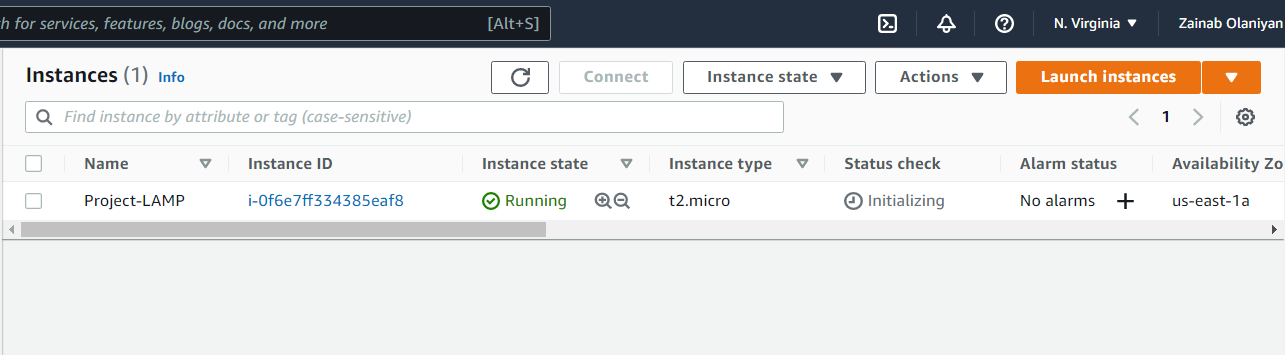 h for services, features, blogs, docs, and more [Alt+S] N. Virginia Zainab Olaniyan
Instances (1) Info Connect Instance state Actions Launch instances
Find instance by attribute or tag (case-sensitive) 1
Name Instance ID Instance state Instance type Status check Alarm status Availability Zo
Project-LAMP i-0f6e7ff334385eaf8 Running t2.micro Initializing No alarms us-east-1a